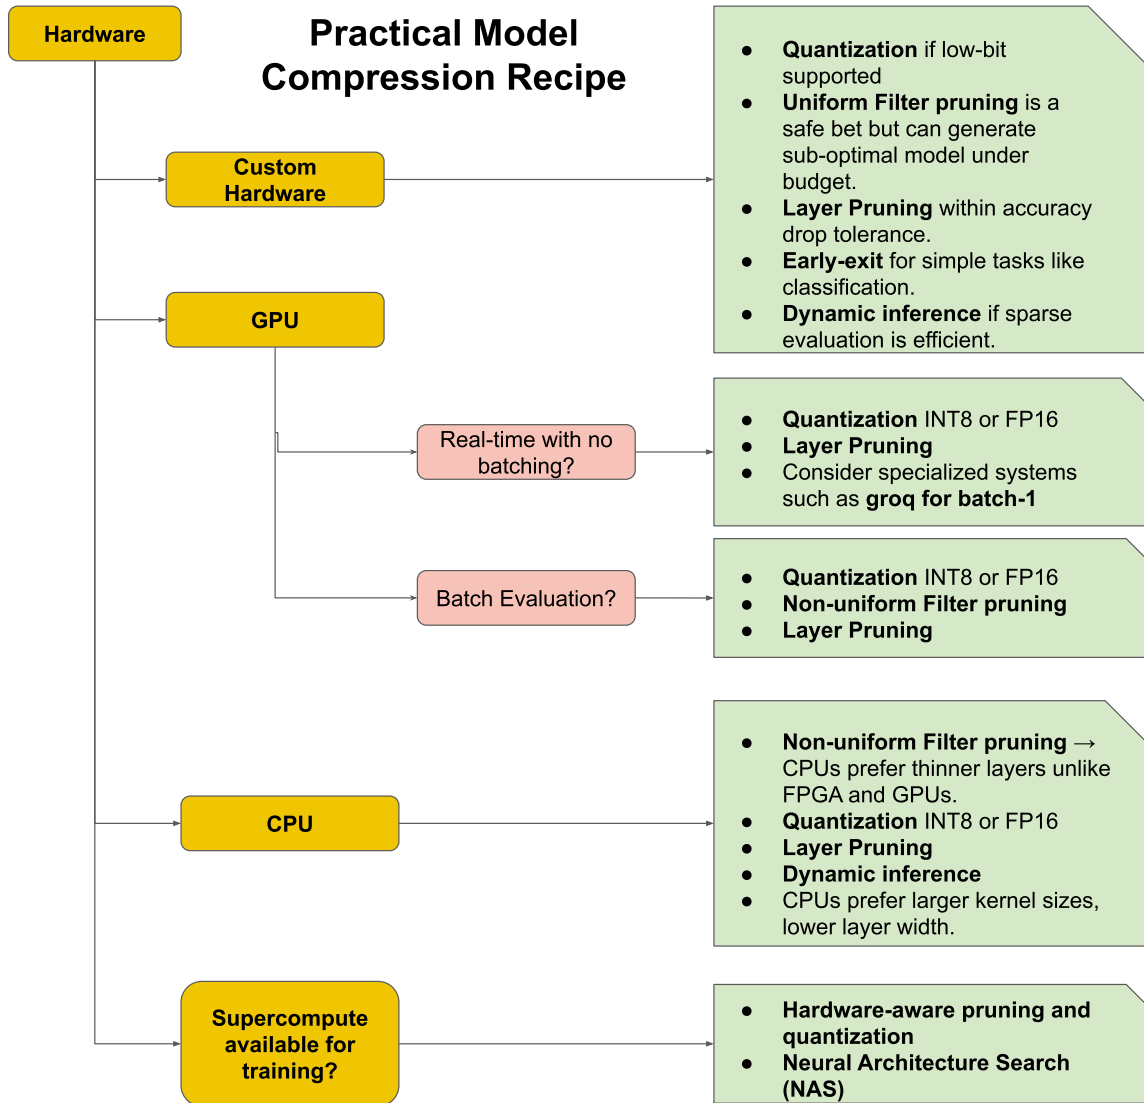 Hardware
Practical Model
Compression Recipe
Custom
Hardware
● Quantization if low-bit
supported
● Uniform Filter pruning is a
safe bet but can generate
sub-optimal model under
budget.
● Layer Pruning within accuracy
drop tolerance.
● Early-exit for simple tasks like
classification.
● Dynamic inference if sparse
evaluation is efficient.
GPU
Real-time with no
batching?
● Quantization INT8 or FP16
● Layer Pruning
● Consider specialized systems
such as groq for batch-1
Batch Evaluation?
● Quantization INT8 or FP16
● Non-uniform Filter pruning
● Layer Pruning
CPU
● Non-uniform Filter pruning →
CPUs prefer thinner layers unlike
FPGA and GPUs.
● Quantization INT8 or FP16
● Layer Pruning
● Dynamic inference
● CPUs prefer larger kernel sizes,
lower layer width.
Supercompute
available for
training?
● Hardware-aware pruning and
quantization
● Neural Architecture Search
(NAS)